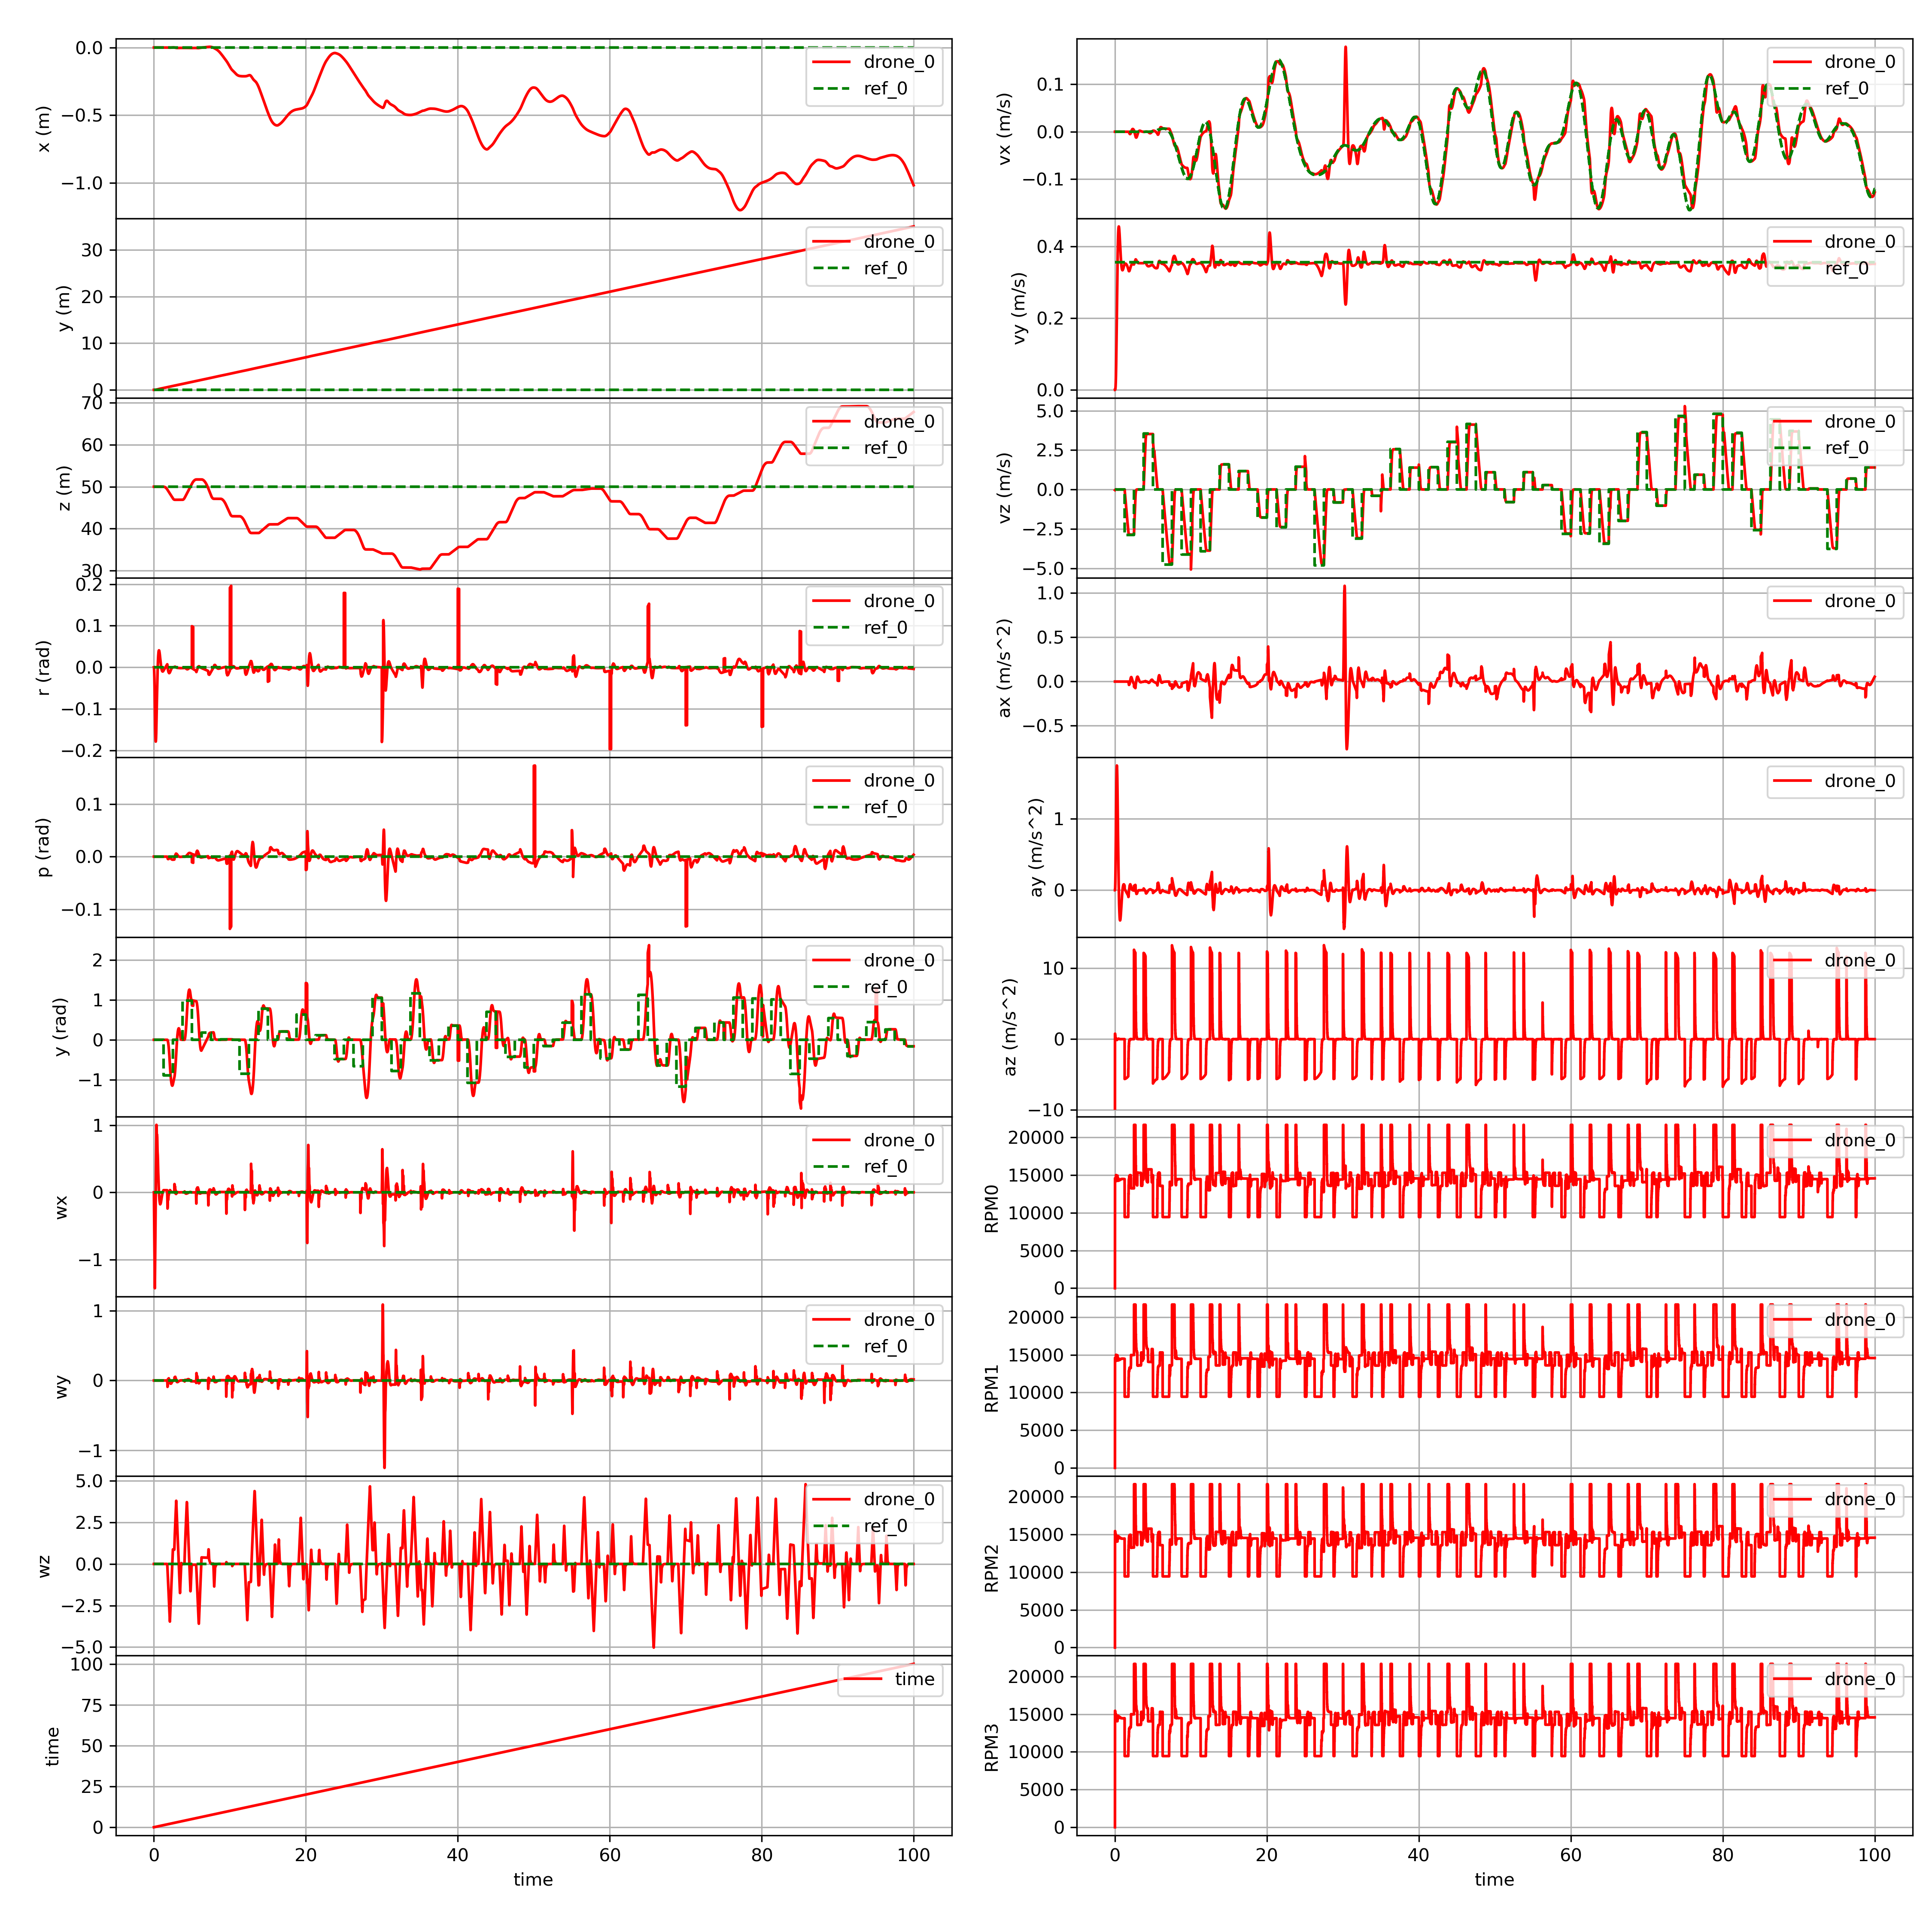 0.0
−0.5
−1.0
x (m)
drone_0
ref_0
30
20
10
0
y (m)
drone_0
ref_0
70
60
50
40
30
z (m)
drone_0
ref_0
0.2
0.1
0.0
−0.1
−0.2
r (rad)
drone_0
ref_0
0.1
0.0
−0.1
p (rad)
drone_0
ref_0
2
1
0
−1
y (rad)
drone_0
ref_0
1
0
−1
wx
drone_0
ref_0
1
0
−1
wy
drone_0
ref_0
5.0
2.5
0.0
−2.5
−5.0
wz
drone_0
ref_0
100
75
50
25
0
time
time
0 20 40 60 80 100
time
0.1
0.0
−0.1
vx (m/s)
drone_0
ref_0
0.4
0.2
0.0
vy (m/s)
drone_0
ref_0
5.0
2.5
0.0
−2.5
−5.0
vz (m/s)
drone_0
ref_0
1.0
0.5
0.0
−0.5
ax (m/s^2)
drone_0
1
0
ay (m/s^2)
drone_0
10
0
−10
az (m/s^2)
drone_0
20000
15000
10000
5000
0
RPM0
drone_0
20000
15000
10000
5000
0
RPM1
drone_0
20000
15000
10000
5000
0
RPM2
drone_0
20000
15000
10000
5000
0
RPM3
drone_0
0 20 40 60 80 100
time